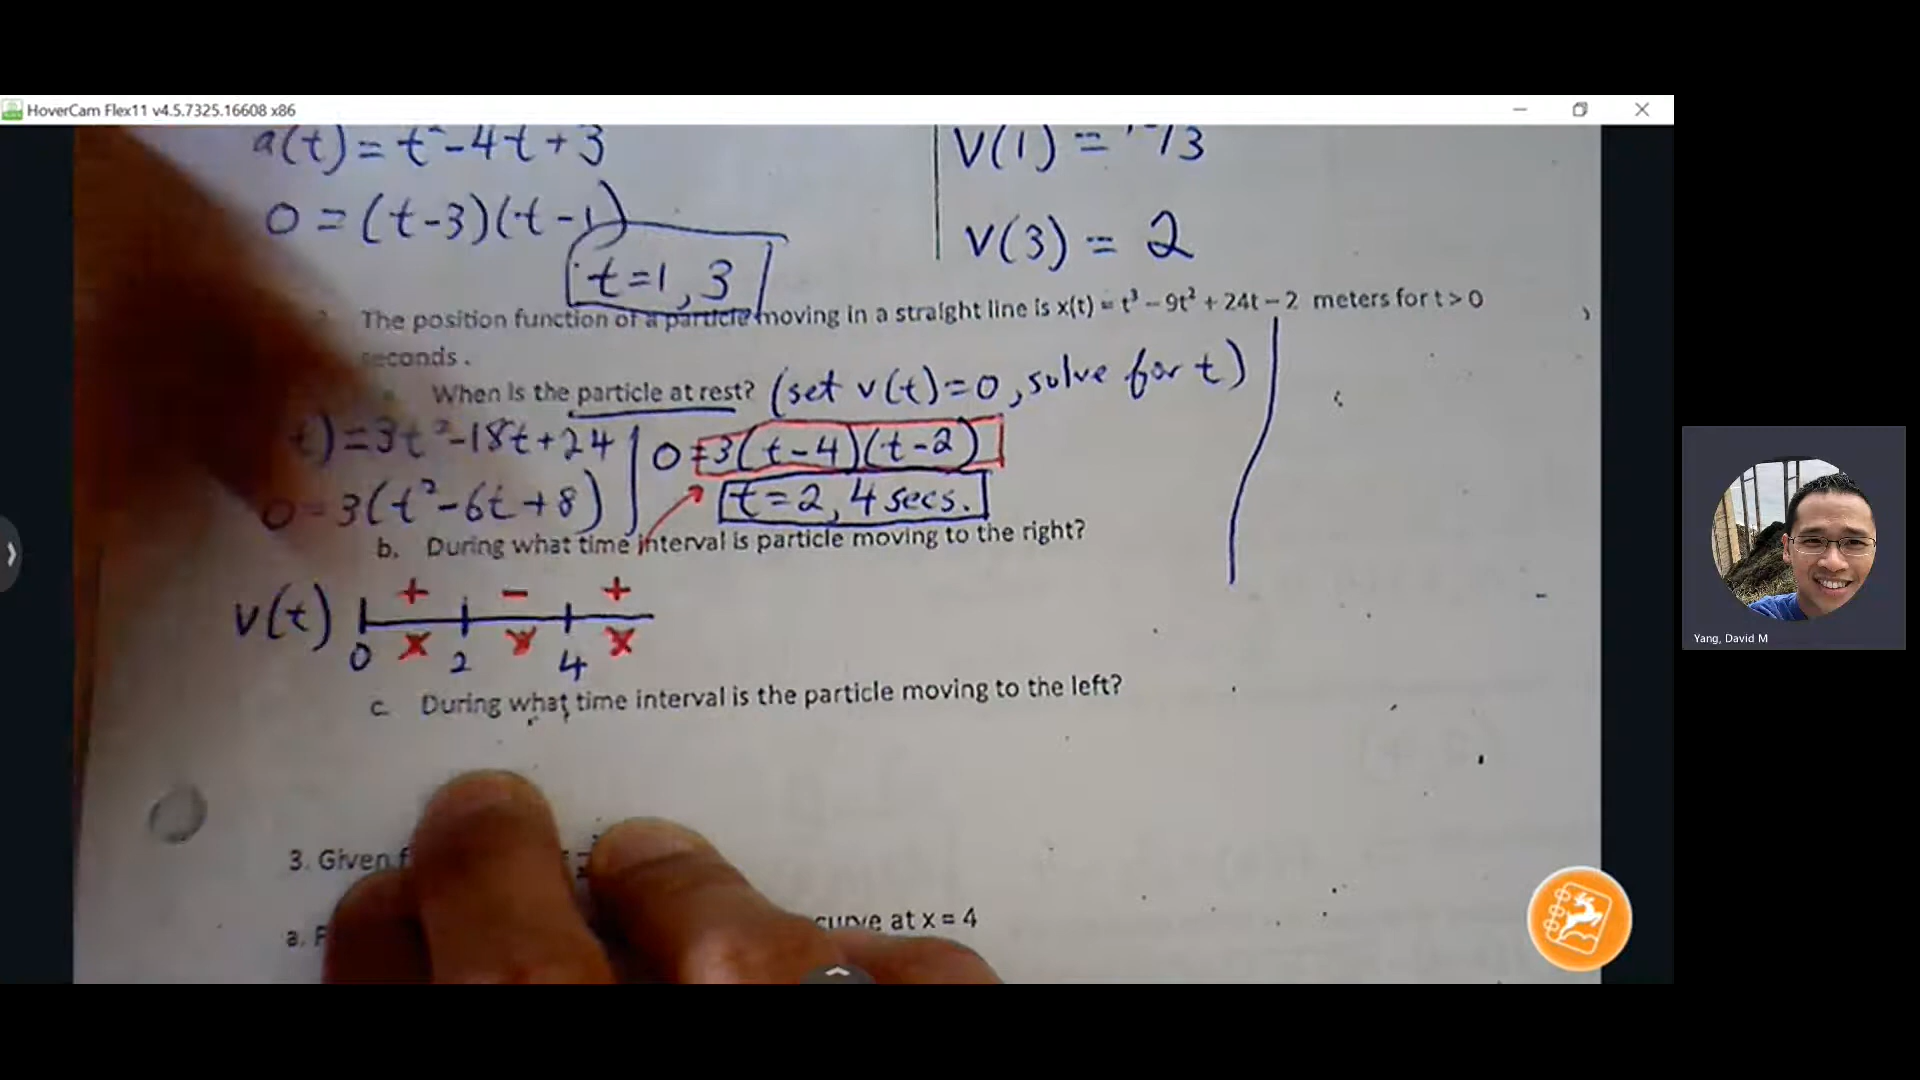 HoverCam Flex11 v4.5.7325.16608 x86
a(t) = t²-4t+3
0 = (t-3)(t-1)
t=1, 3
V(1) =
V(3) = 2
The position function of a particle moving in a straight line is x(t) = t³ – 9t² + 24t – 2 meters for t > 0
seconds.
When is the particle at rest? (set v(t)=0, solve for t)
t)=3t²-18t+24
0=3(t²-6t+8)
0=3(t-4)(t-2)
t=2, 4 secs.
b. During what time interval is particle moving to the right?
v(t) + - +
0 x 2 x 4 x
c. During what time interval is the particle moving to the left?
3. Given f
a.
curve at x = 4
Yang, David M